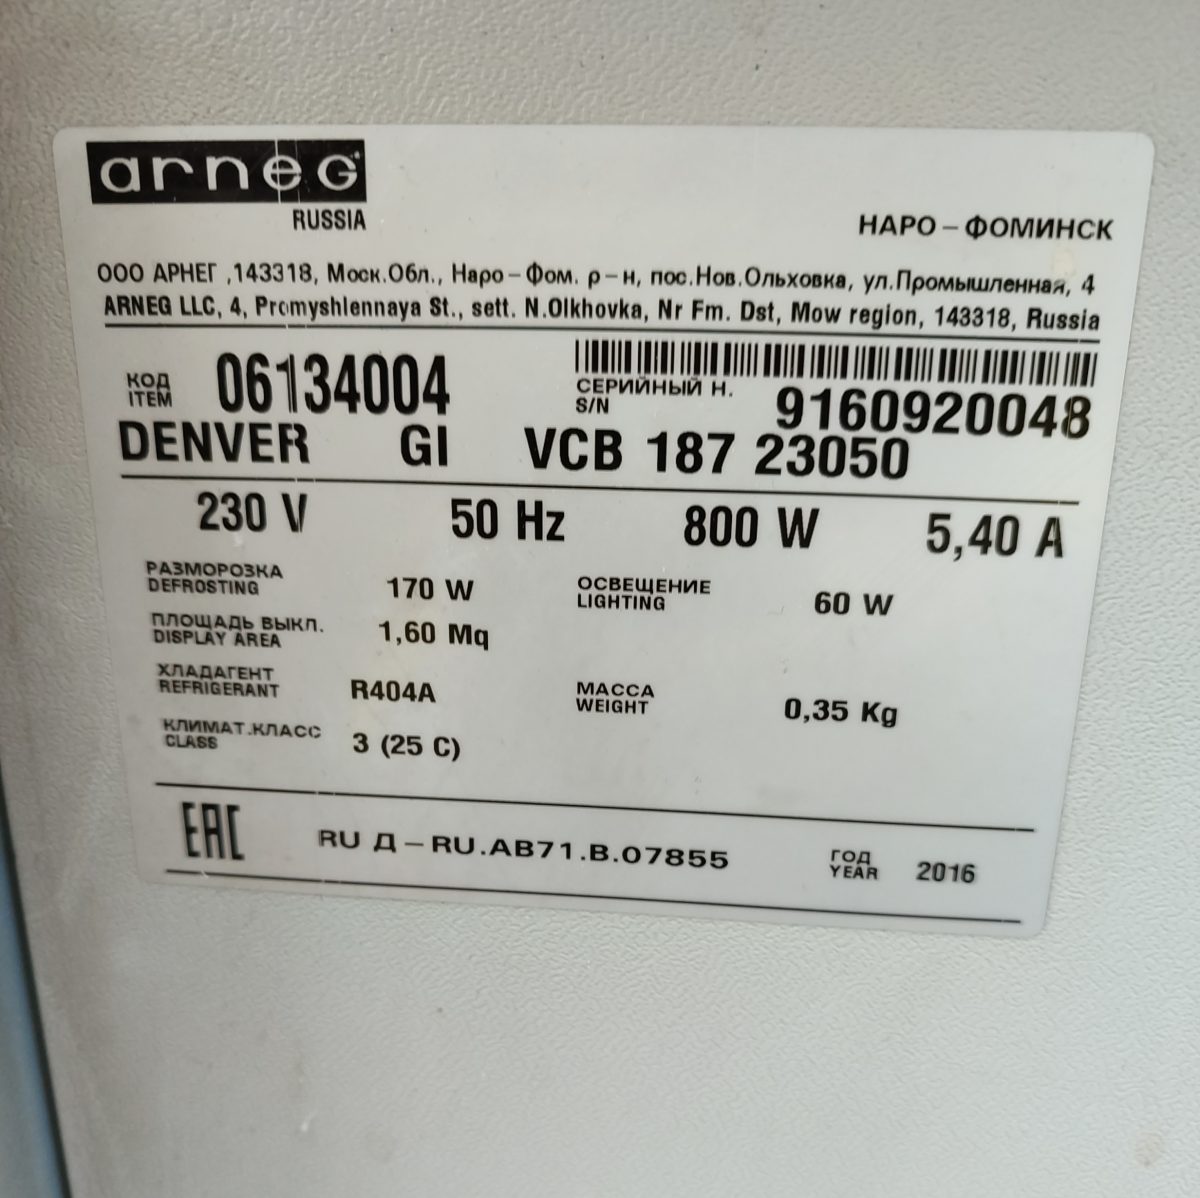 arneg
RUSSIA
НАРО – ФОМИНСК
ООО АРНЕГ ,143318, Моск.Обл., Наро – Фом. р – н, пос.Нов.Ольховка, ул.Промышленная, 4
ARNEG LLC, 4, Promyshlennaya St., sett. N.Olkhovka, Nr Fm. Dst, Mow region, 143318, Russia
КОД
ITEM
06134004
СЕРИЙНЫЙ Н.
S/N
9160920048
DENVER GI VCB 187 23050
230 V 50 Hz 800 W 5,40 A
РАЗМОРОЗКА
DEFROSTING
170 W
ОСВЕЩЕНИЕ
LIGHTING
60 W
ПЛОЩАДЬ ВЫКЛ.
DISPLAY AREA
1,60 Mq
ХЛАДАГЕНТ
REFRIGERANT
R404A
МАССА
WEIGHT
0,35 Kg
КЛИМАТ.КЛАСС
CLASS
3 (25 C)
EAC
RU Д – RU.АВ71.В.07855
ГОД
YEAR
2016